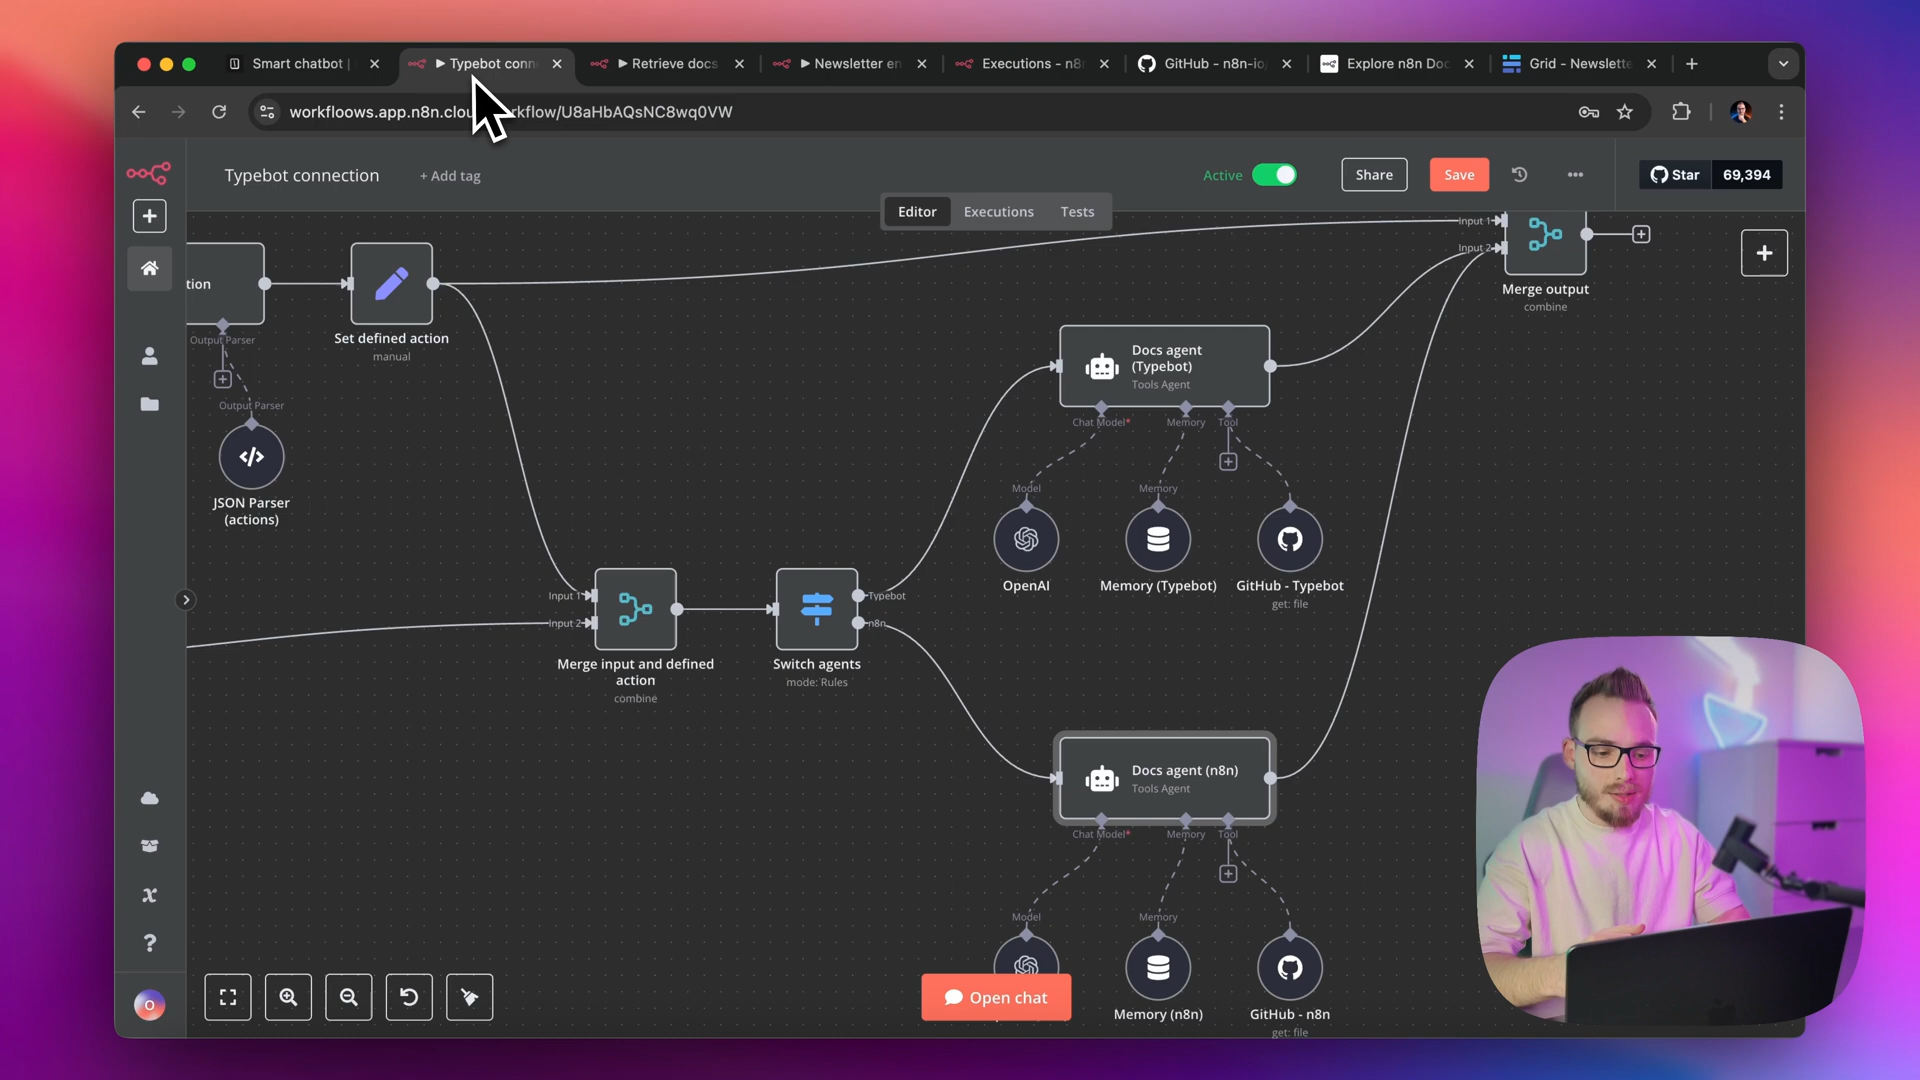 Smart chatbot |
Typebot conn
Retrieve docs
Newsletter en
Executions - n8
GitHub - n8n-io
Explore n8n Doc
Grid - Newslette
workfloows.app.n8n.clou rkflow/U8aHbAQsNC8wq0VW
Typebot connection
+ Add tag
Active
Share
Save
Star
69,394
Editor
Executions
Tests
Input 1
Input 2
Merge output
combine
tion
Output Parser
Set defined action
manual
Output Parser
JSON Parser
(actions)
Docs agent
(Typebot)
Tools Agent
Chat Model*
Memory
Tool
Model
Memory
OpenAI
Memory (Typebot)
GitHub - Typebot
get: file
Input 1
Input 2
Merge input and defined
action
combine
Typebot
n8n
Switch agents
mode: Rules
Docs agent (n8n)
Tools Agent
Chat Model*
Memory
Tool
Model
Memory
Open chat
Memory (n8n)
GitHub - n8n
get: file